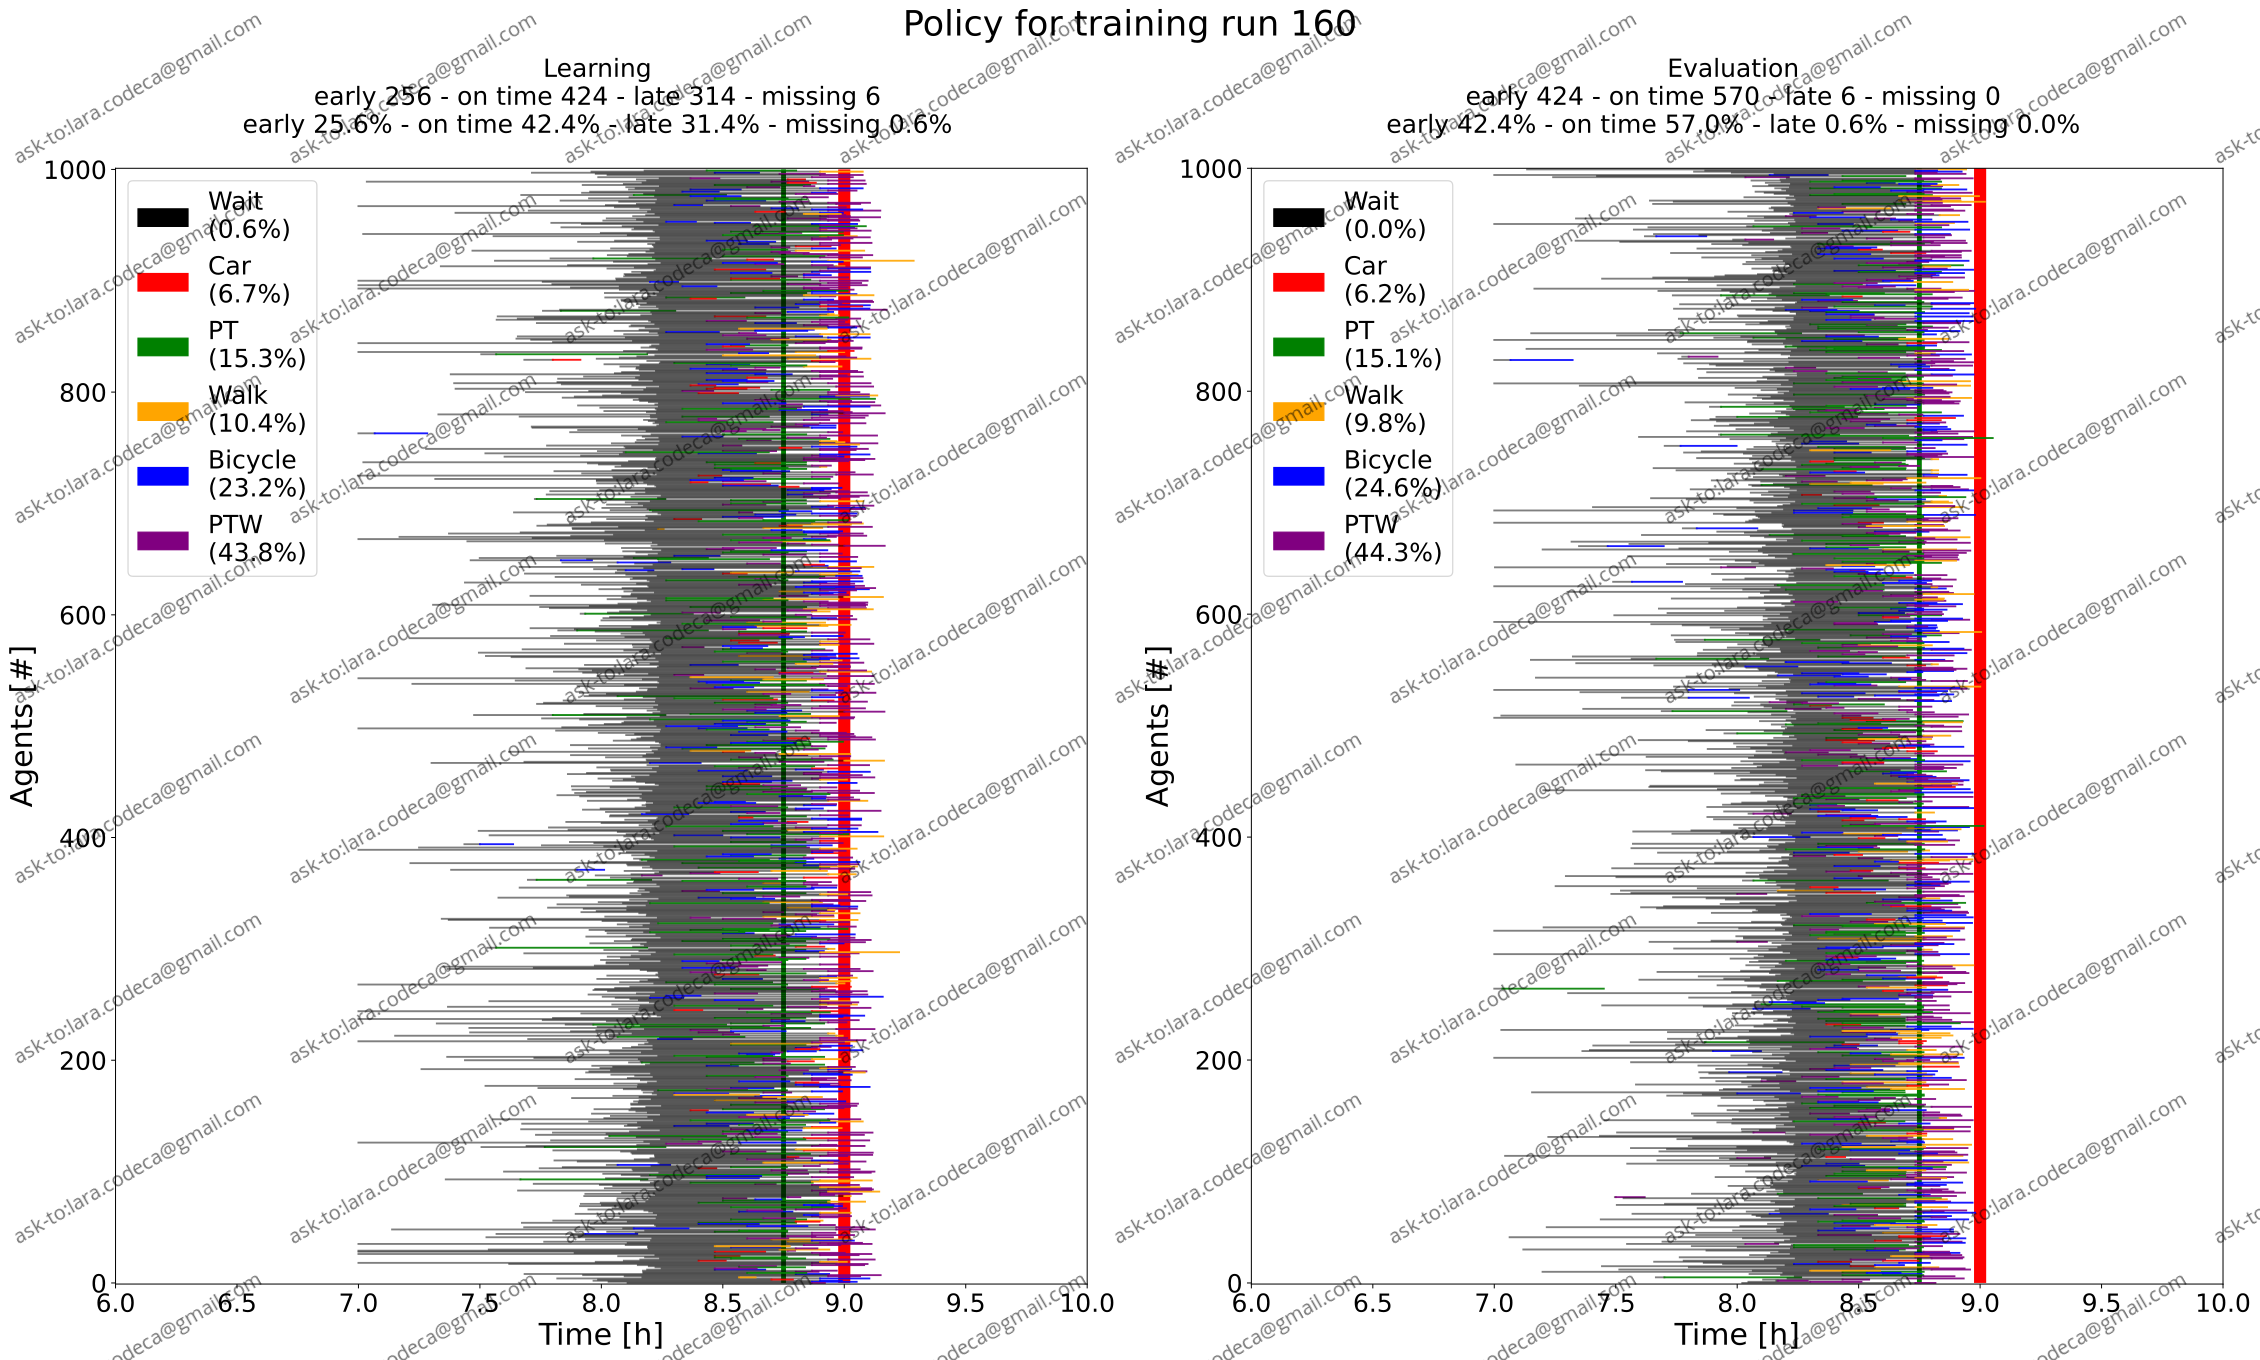 Policy for training run 160
Learning
early 256 - on time 424 - late 314 - missing 6
early 25.6% - on time 42.4% - late 31.4% - missing 0.6%
1000
800
600
400
200
0
Agents [#]
Wait
(0.6%)
Car
(6.7%)
PT
(15.3%)
Walk
(10.4%)
Bicycle
(23.2%)
PTW
(43.8%)
6.0 6.5 7.0 7.5 8.0 8.5 9.0 9.5 10.0
Time [h]
Evaluation
early 424 - on time 570 - late 6 - missing 0
early 42.4% - on time 57.0% - late 0.6% - missing 0.0%
1000
800
600
400
200
0
Agents [#]
Wait
(0.0%)
Car
(6.2%)
PT
(15.1%)
Walk
(9.8%)
Bicycle
(24.6%)
PTW
(44.3%)
6.0 6.5 7.0 7.5 8.0 8.5 9.0 9.5 10.0
Time [h]
ask-to:lara.codeca@gmail.com